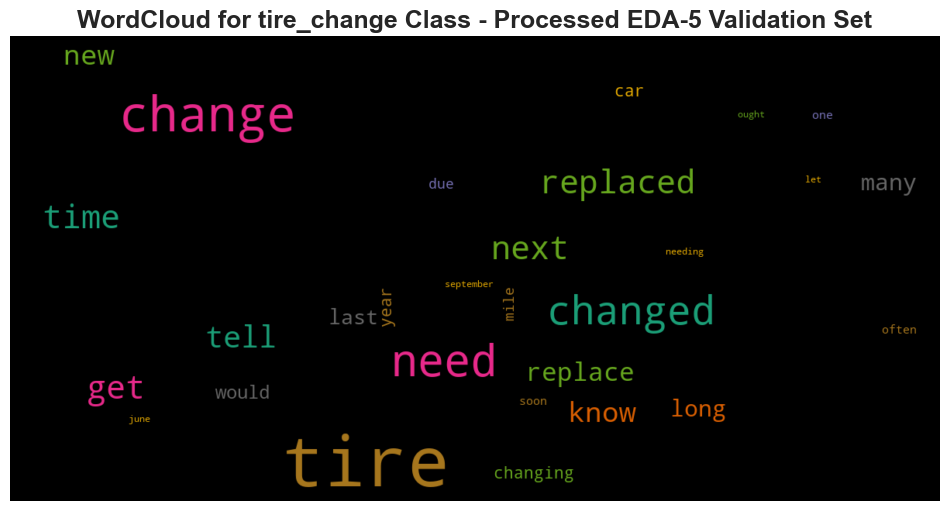 WordCloud for tire_change Class - Processed EDA-5 Validation Set
new
change
car
ought
one
due
replaced
let
many
time
next
needing
september
year
mile
last
changed
tell
often
need
replace
get
would
soon
know
long
june
tire
changing